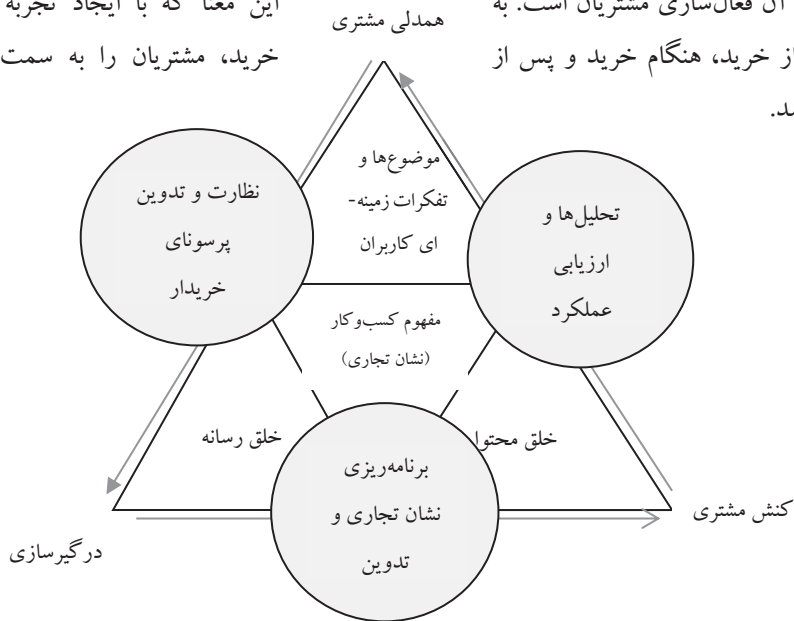 آن فعال‌سازی مشتریان است. به
از خرید، هنگام خرید و پس از
د.
این معنا که با ایجاد تجربه
خرید، مشتریان را به سمت
همدلی مشتری
موضوع‌ها و
تفکرات زمینه-
ای کاربران
تحلیل‌ها و
ارزیابی
عملکرد
نظارت و تدوین
پرسونای
خریدار
مفهوم کسب‌وکار
(نشان تجاری)
خلق محتوا
خلق رسانه
برنامه‌ریزی
نشان تجاری و
تدوین
کنش مشتری
درگیرسازی